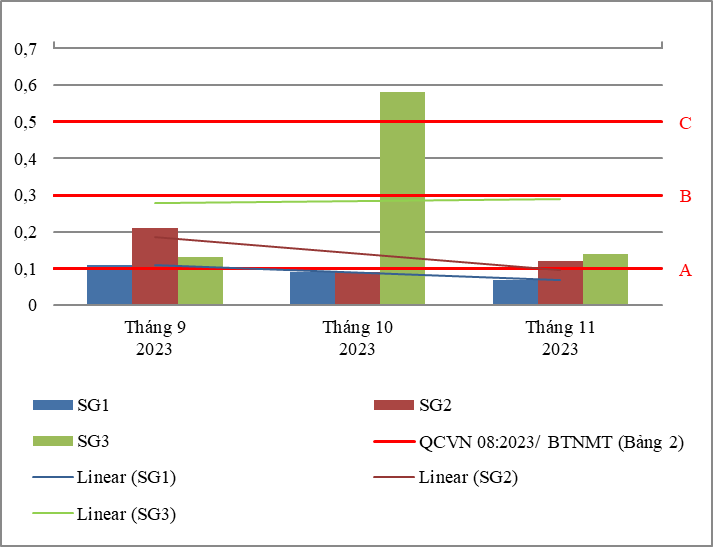 0,7
0,6
0,5
C
0,4
0,3
B
0,2
0,1
A
0
Tháng 9
2023
Tháng 10
2023
Tháng 11
2023
SG1
SG2
SG3
QCVN 08:2023/ BTNMT (Bảng 2)
Linear (SG1)
Linear (SG2)
Linear (SG3)